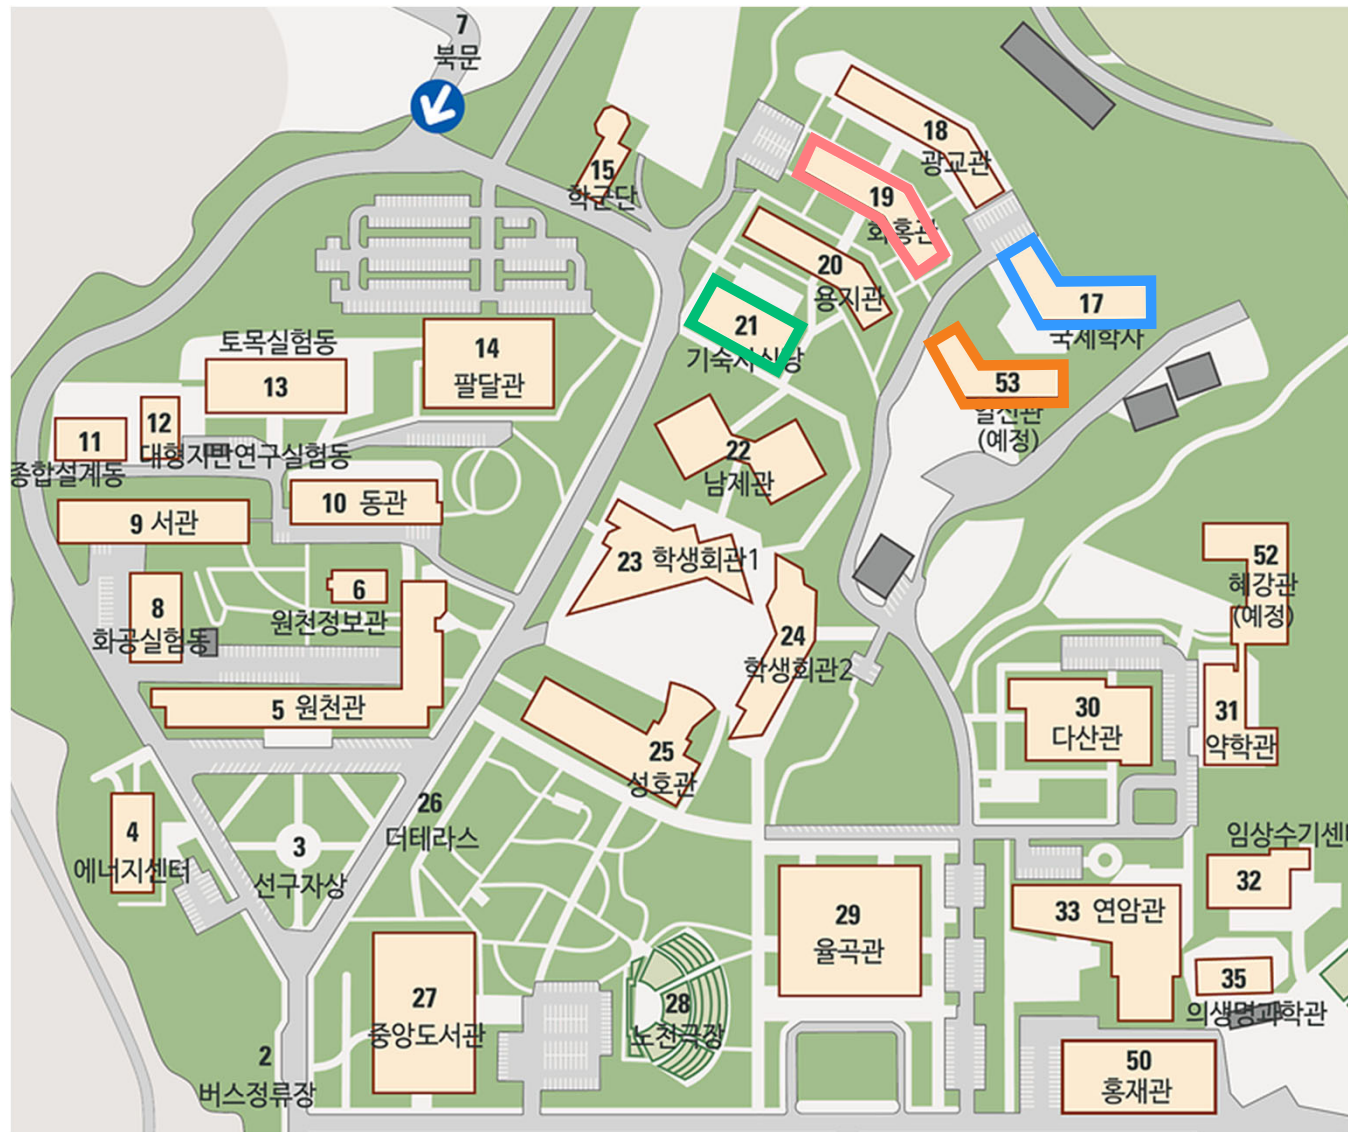 7
북문
18
광교관
15
학군단
19
화홍관
20
용지관
17
국제학사
21
기숙사식당
53
일신관
(예정)
14
팔달관
토목실험동
13
12
대형지반연구실험동
11
종합설계동
22
남제관
10 동관
9 서관
23 학생회관1
52
혜강관
(예정)
6
원천정보관
8
화공실험동
24
학생회관2
5 원천관
30
다산관
31
약학관
25
성호관
26
더테라스
4
에너지센터
3
선구자상
임상수기센터
32
29
율곡관
33 연암관
35
의생명과학관
27
중앙도서관
28
노천극장
2
버스정류장
50
홍재관